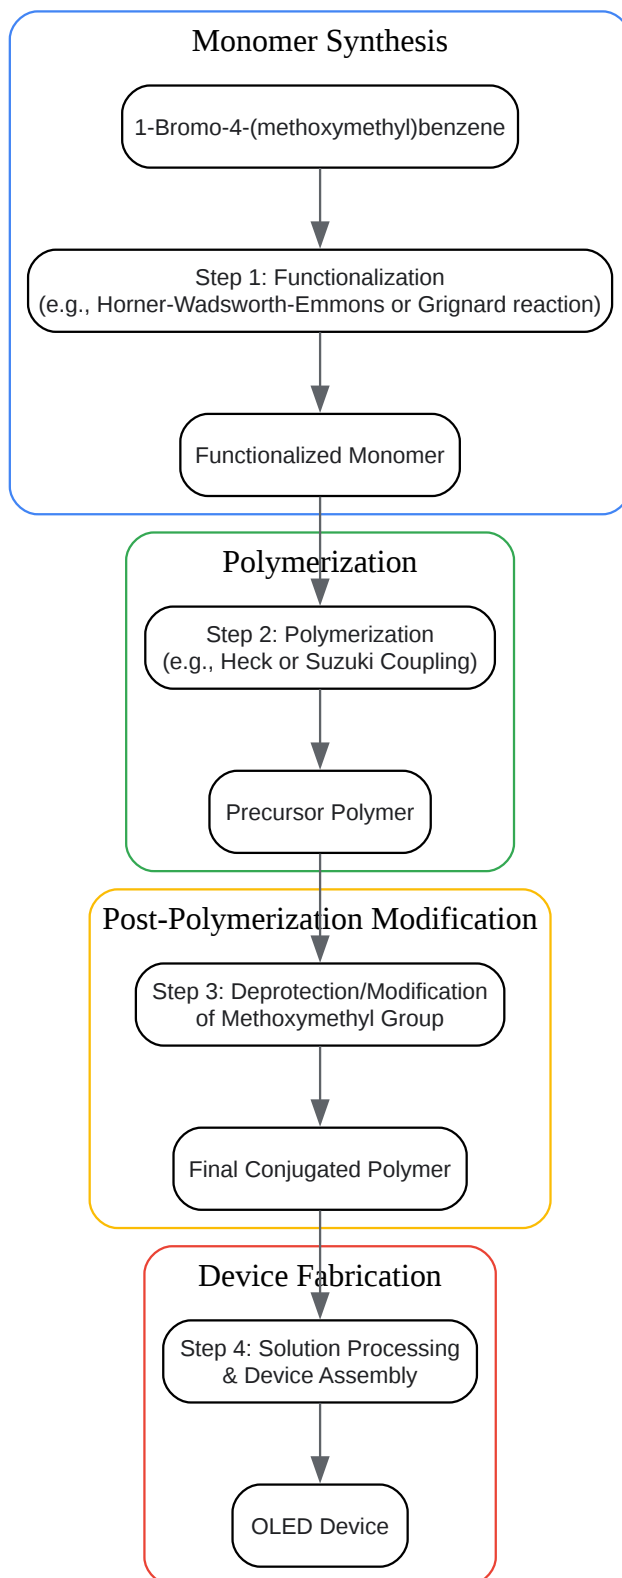 Monomer Synthesis
1-Bromo-4-(methoxymethyl)benzene
Step 1: Functionalization
(e.g., Horner-Wadsworth-Emmons or Grignard reaction)
Functionalized Monomer
Polymerization
Step 2: Polymerization
(e.g., Heck or Suzuki Coupling)
Precursor Polymer
Post-Polymerization Modification
Step 3: Deprotection/Modification
of Methoxymethyl Group
Final Conjugated Polymer
Device Fabrication
Step 4: Solution Processing
& Device Assembly
OLED Device